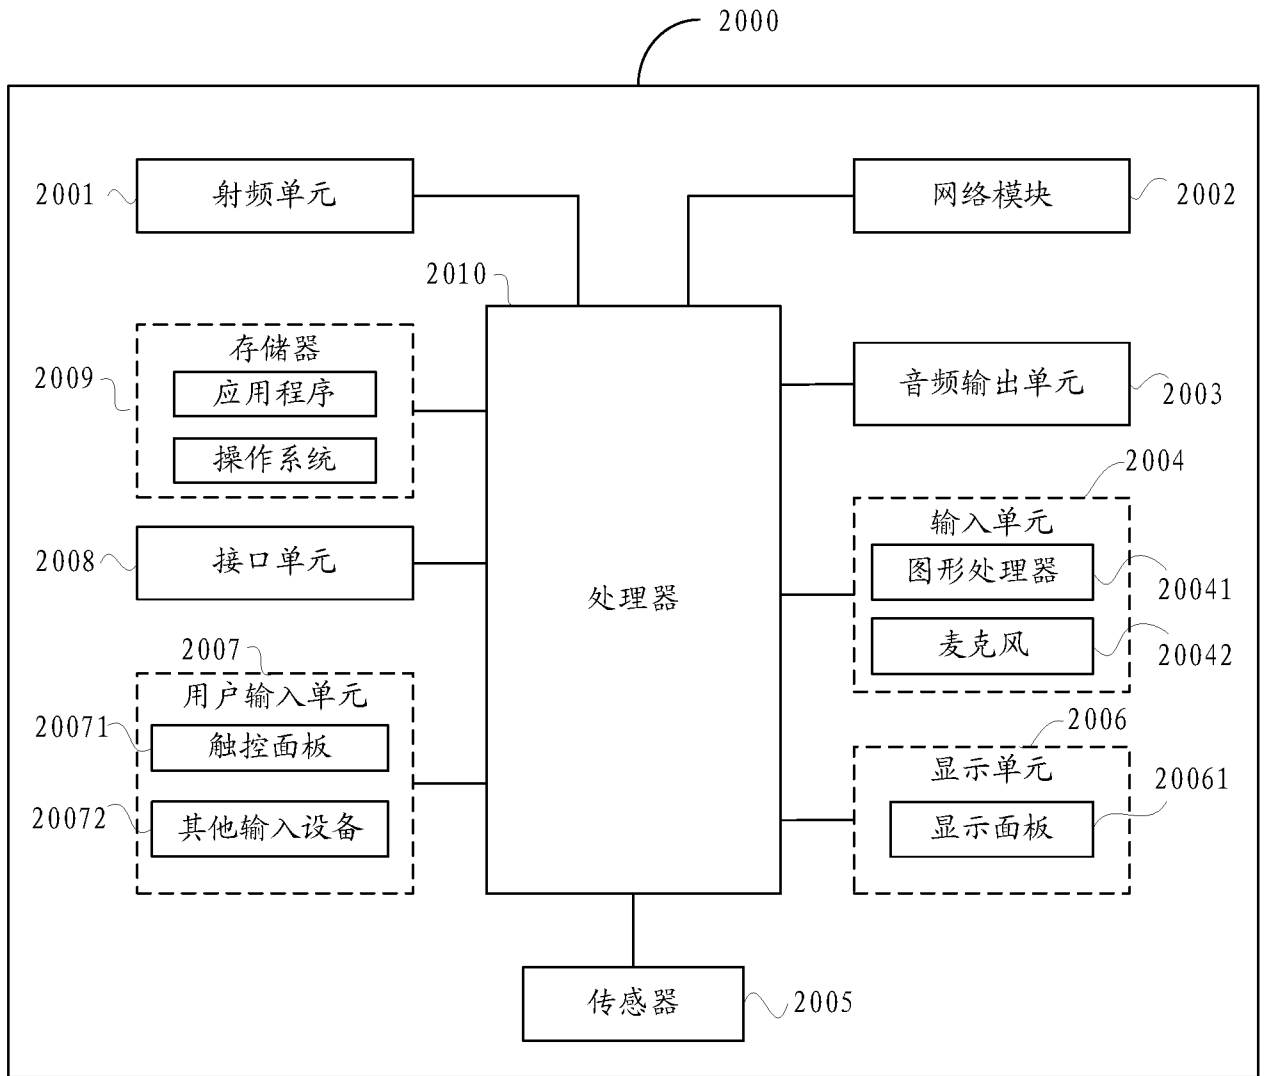 2000
2001
射频单元
网络模块
2002
2010
2009
存储器
应用程序
操作系统
音频输出单元
2003
2004
输入单元
图形处理器
20041
麦克风
20042
2008
接口单元
处理器
2007
用户输入单元
20071
触控面板
20072
其他输入设备
2006
显示单元
显示面板
20061
传感器
2005